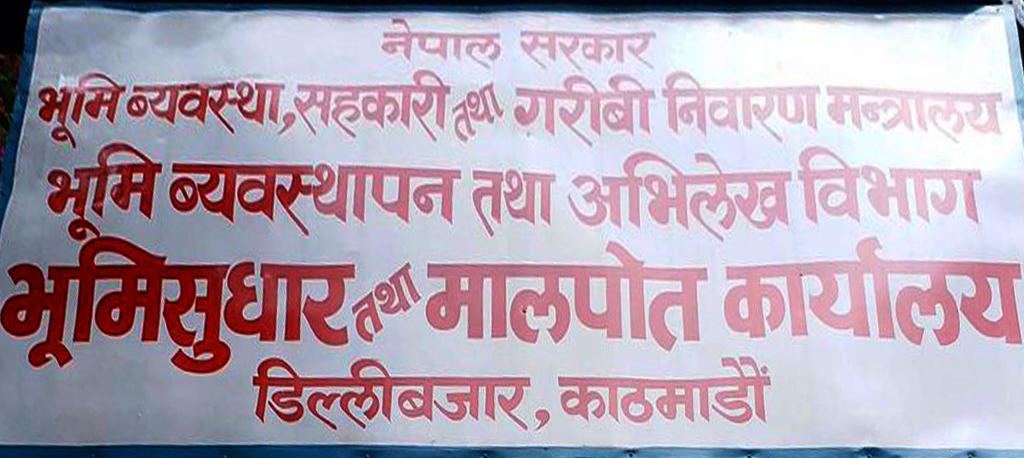 नेपाल सरकार
भूमि ब्यवस्था, सहकारी तथा गरीबी निवारण मन्त्रालय
भूमि ब्यवस्थापन तथा अभिलेख विभाग
भूमिसुधार तथा मालपोत कार्यालय
डिल्लीबजार, काठमाडौं